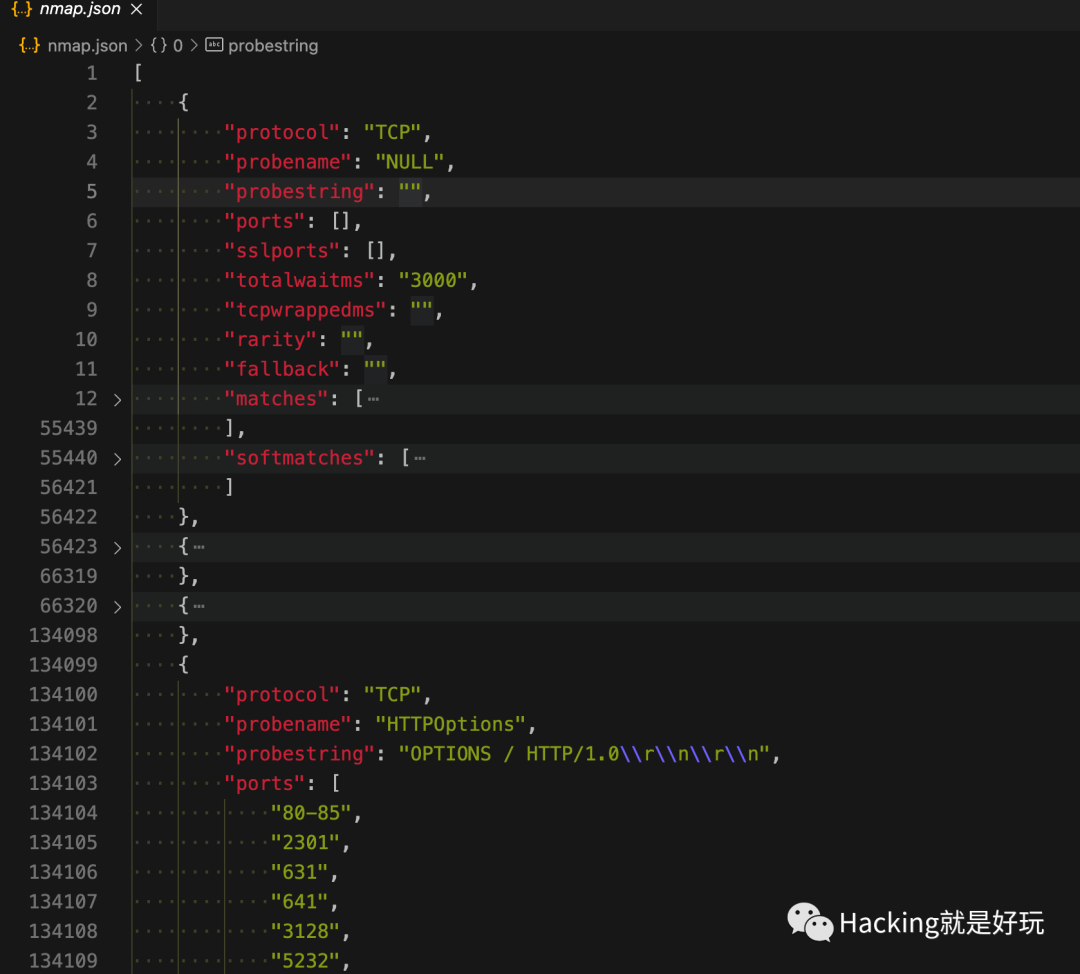 {..} nmap.json ×
{..} nmap.json > {} 0 > abc probestring
1 [
2 {
3 "protocol": "TCP",
4 "probename": "NULL",
5 "probestring": "",
6 "ports": [],
7 "sslports": [],
8 "totalwaitms": "3000",
9 "tcpwrappedms": "",
10 "rarity": "",
11 "fallback": "",
12 > "matches": [⋯
55439 ],
55440 > "softmatches": [⋯
56421 ]
56422 },
56423 > {⋯
66319 },
66320 > {⋯
134098 },
134099 {
134100 "protocol": "TCP",
134101 "probename": "HTTPOptions",
134102 "probestring": "OPTIONS / HTTP/1.0\\r\\n\\r\\n",
134103 "ports": [
134104 "80-85",
134105 "2301",
134106 "631",
134107 "641",
134108 "3128",
134109 "5232",
Hacking就是好玩